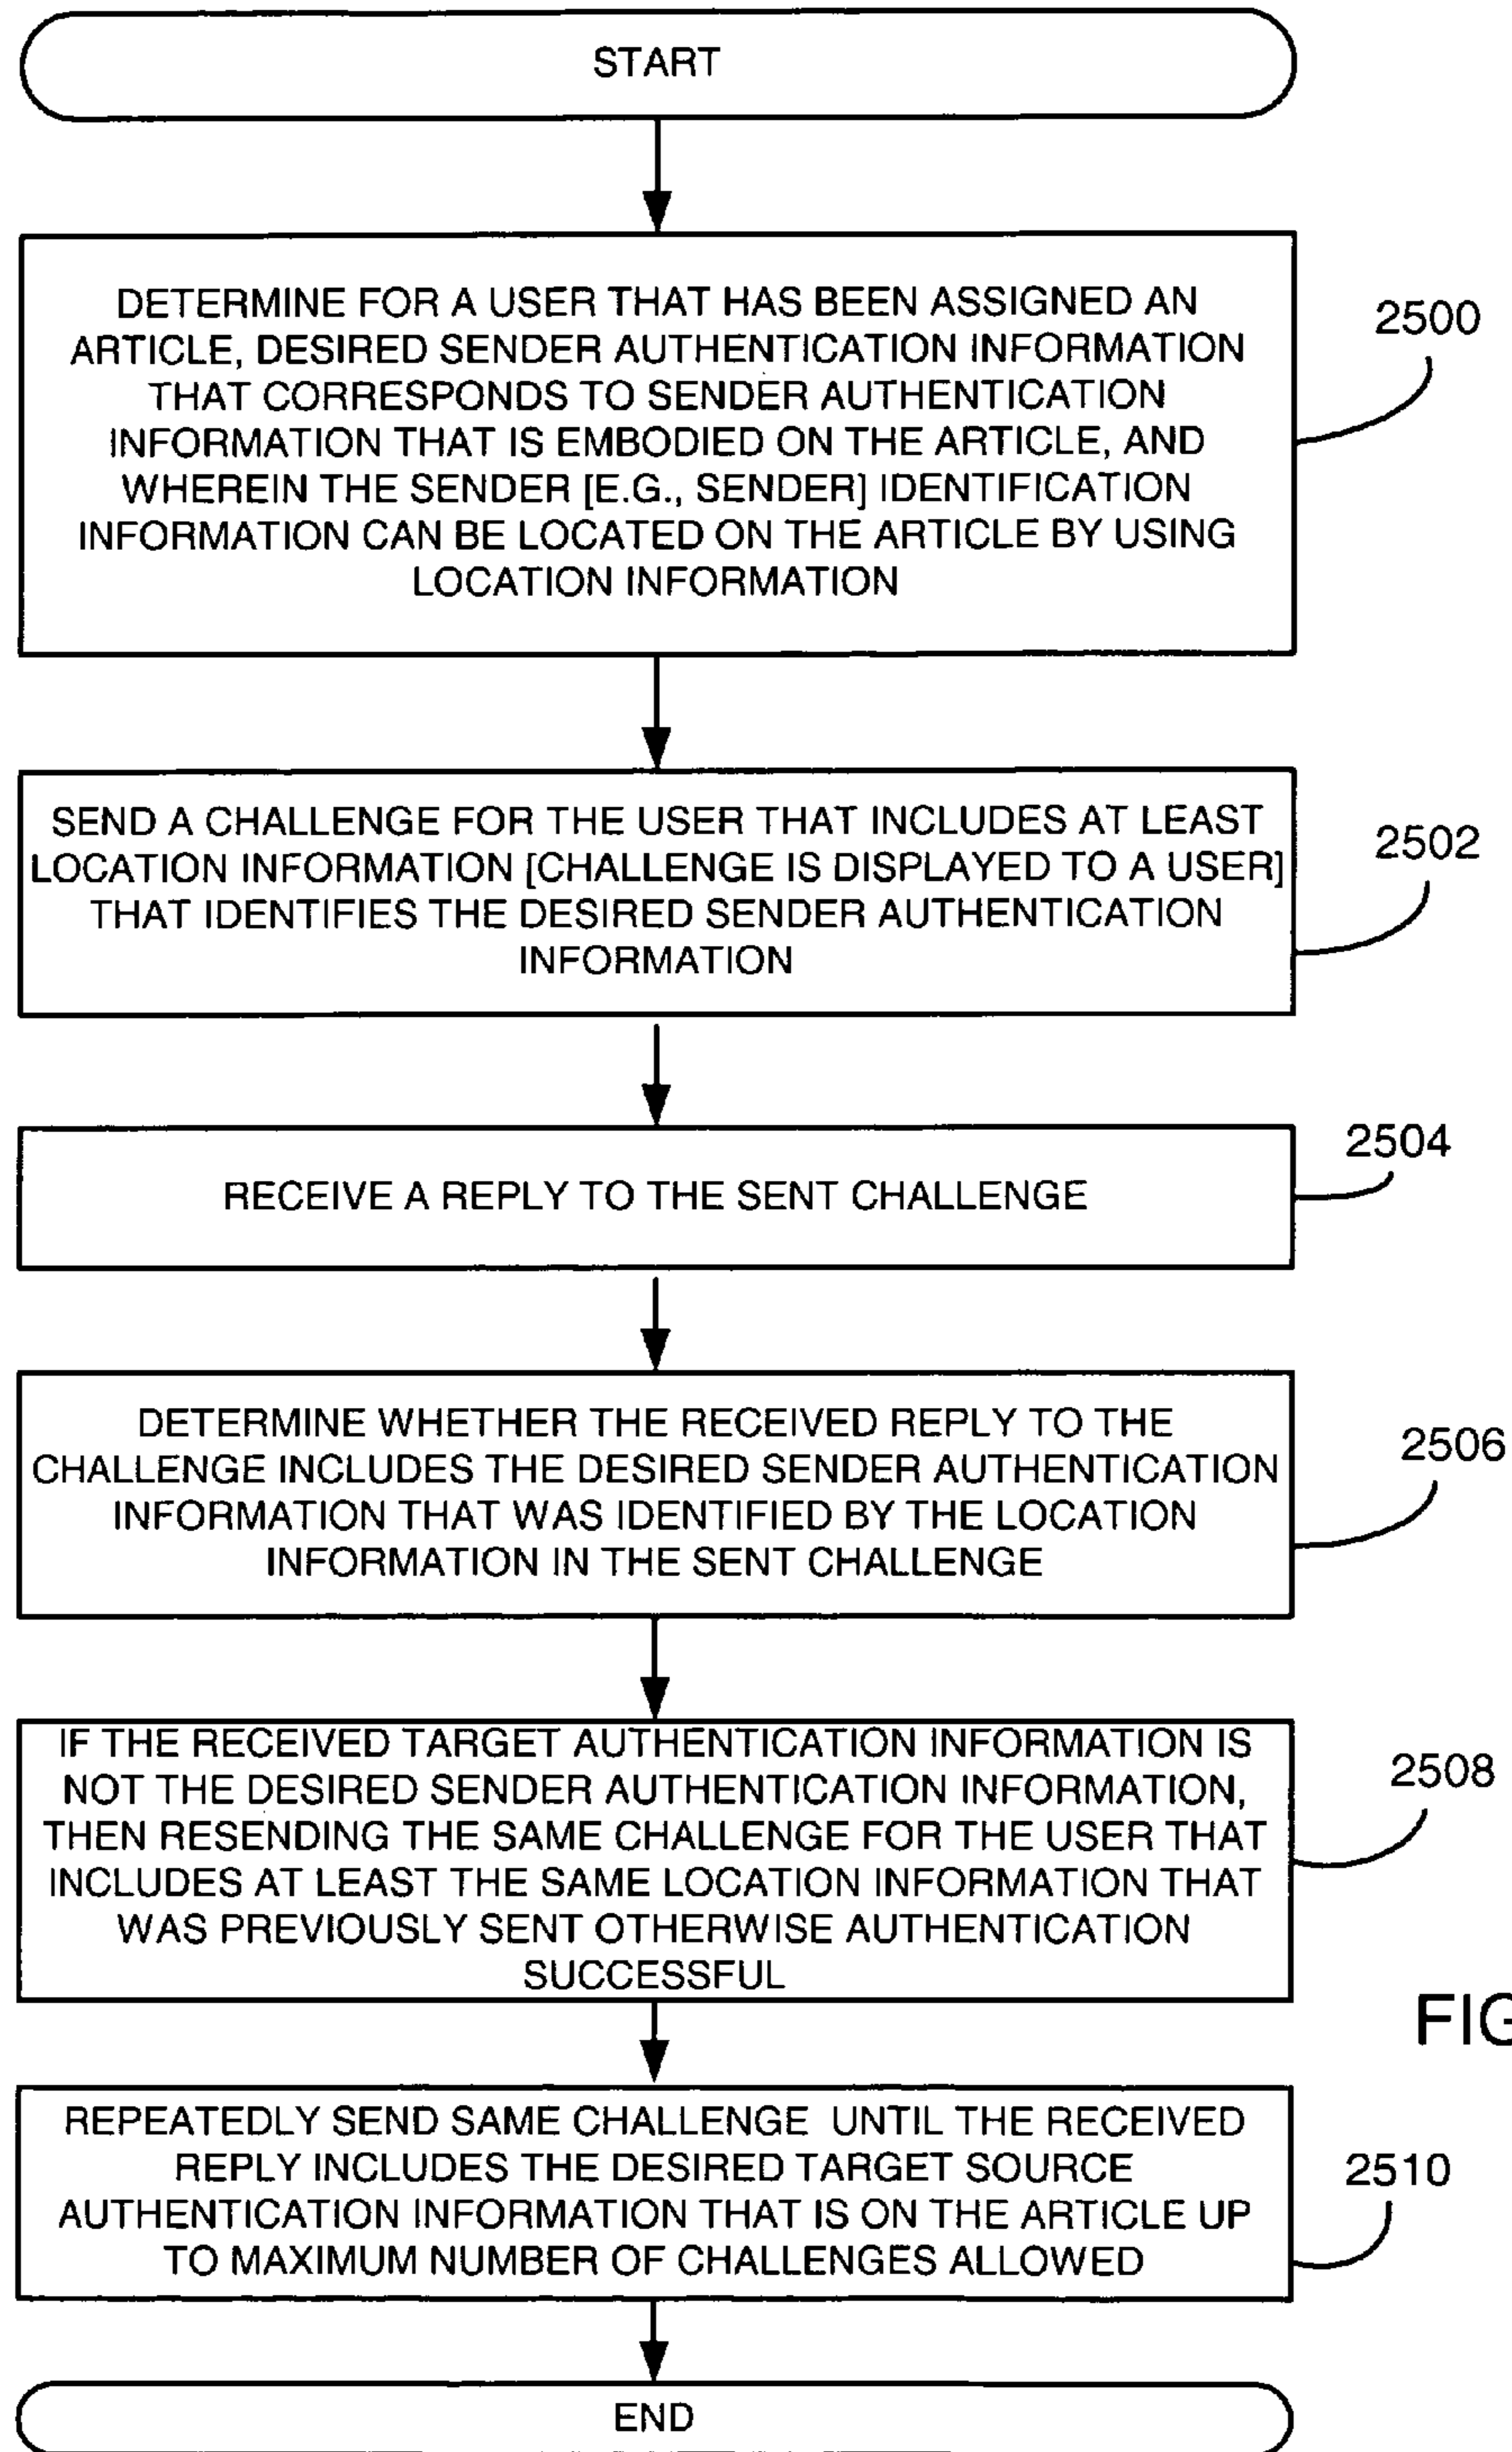 START
DETERMINE FOR A USER THAT HAS BEEN ASSIGNED AN
ARTICLE, DESIRED SENDER AUTHENTICATION INFORMATION
THAT CORRESPONDS TO SENDER AUTHENTICATION
INFORMATION THAT IS EMBODIED ON THE ARTICLE, AND
WHEREIN THE SENDER [E.G., SENDER] IDENTIFICATION
INFORMATION CAN BE LOCATED ON THE ARTICLE BY USING
LOCATION INFORMATION
2500
SEND A CHALLENGE FOR THE USER THAT INCLUDES AT LEAST
LOCATION INFORMATION [CHALLENGE IS DISPLAYED TO A USER]
THAT IDENTIFIES THE DESIRED SENDER AUTHENTICATION
INFORMATION
2502
RECEIVE A REPLY TO THE SENT CHALLENGE
2504
DETERMINE WHETHER THE RECEIVED REPLY TO THE
CHALLENGE INCLUDES THE DESIRED SENDER AUTHENTICATION
INFORMATION THAT WAS IDENTIFIED BY THE LOCATION
INFORMATION IN THE SENT CHALLENGE
2506
IF THE RECEIVED TARGET AUTHENTICATION INFORMATION IS
NOT THE DESIRED SENDER AUTHENTICATION INFORMATION,
THEN RESENDING THE SAME CHALLENGE FOR THE USER THAT
INCLUDES AT LEAST THE SAME LOCATION INFORMATION THAT
WAS PREVIOUSLY SENT OTHERWISE AUTHENTICATION
SUCCESSFUL
2508
REPEATEDLY SEND SAME CHALLENGE UNTIL THE RECEIVED
REPLY INCLUDES THE DESIRED TARGET SOURCE
AUTHENTICATION INFORMATION THAT IS ON THE ARTICLE UP
TO MAXIMUM NUMBER OF CHALLENGES ALLOWED
2510
END